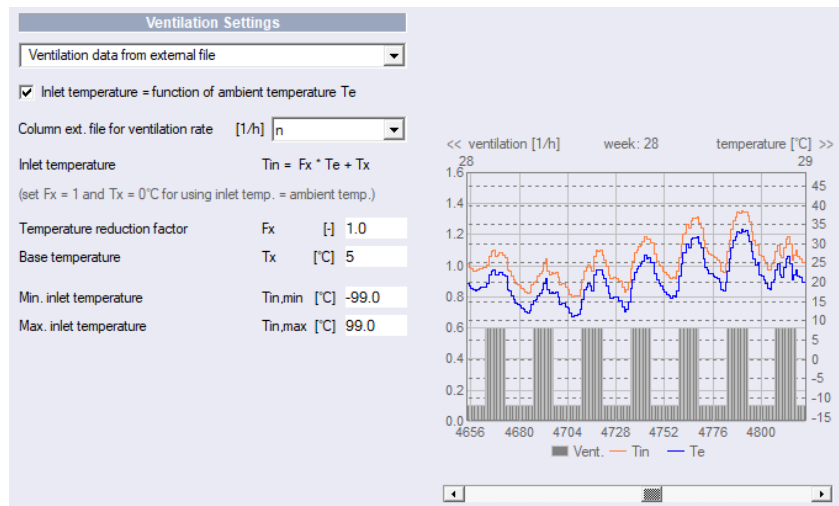 Ventilation Settings
Ventilation data from external file
Inlet temperature = function of ambient temperature Te
Column ext. file for ventilation rate [1/h] n
Inlet temperature Tin = Fx * Te + Tx
(set Fx = 1 and Tx = 0°C for using inlet temp. = ambient temp.)
Temperature reduction factor Fx [-] 1.0
Base temperature Tx [°C] 5
Min. inlet temperature Tin,min [°C] -99.0
Max. inlet temperature Tin,max [°C] 99.0
<< ventilation [1/h] week: 28 temperature [°C] >>
28 29
1.6
1.4
1.2
1.0
0.8
0.6
0.4
0.2
0.0
45
40
35
30
25
20
15
10
5
0
-5
-10
-15
4656 4680 4704 4728 4752 4776 4800
Vent. Tin Te